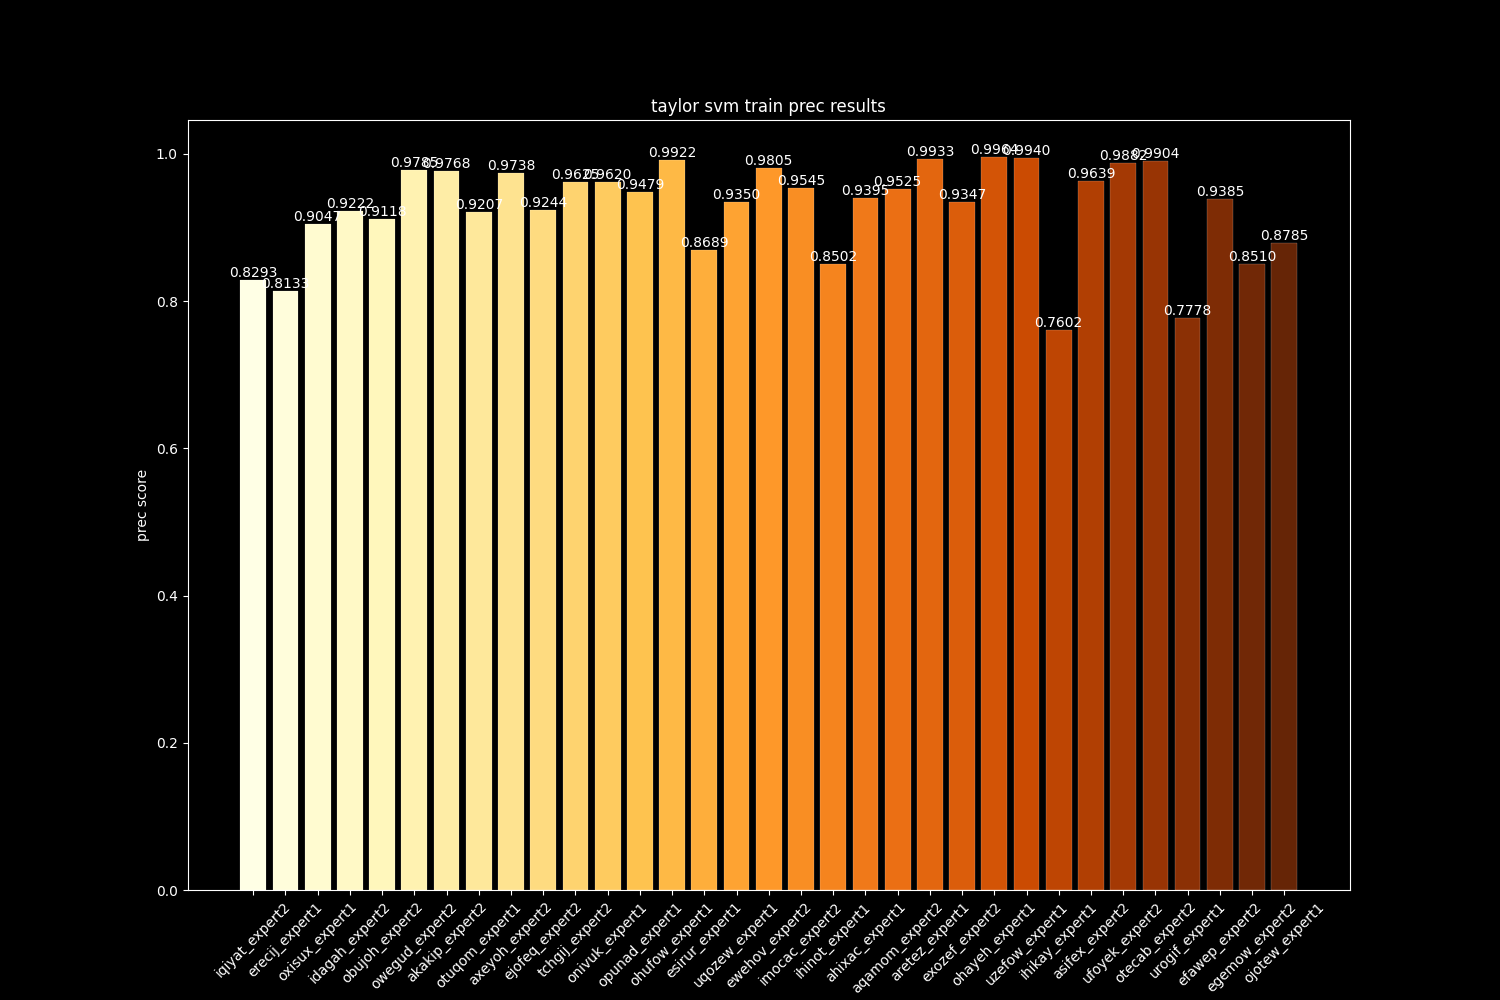 taylor svm train prec results
prec score
1.0
0.8
0.6
0.4
0.2
0.0
0.8293
0.8133
0.9047
0.9222
0.9118
0.9785
0.9768
0.9207
0.9738
0.9244
0.9625
0.9620
0.9479
0.9922
0.8689
0.9350
0.9805
0.9545
0.8502
0.9395
0.9525
0.9933
0.9347
0.9964
0.9940
0.7602
0.9639
0.9882
0.9904
0.7778
0.9385
0.8510
0.8785
iqjyat_expert2
erecij_expert1
oxisux_expert1
idagah_expert2
obujoh_expert2
owegud_expert2
akakip_expert2
otuqom_expert1
axeyoh_expert2
ejofeq_expert2
tchgjj_expert2
onivuk_expert1
opunad_expert1
ohufow_expert1
esirur_expert1
uqozew_expert1
ewehov_expert2
imocac_expert2
ihinot_expert1
ahixac_expert1
aqamom_expert2
aretez_expert1
exozef_expert2
ohayeh_expert1
uzefow_expert1
ihikay_expert1
asifex_expert2
ufoyek_expert2
otecab_expert2
urogif_expert1
efawep_expert2
egemow_expert2
ojotew_expert1